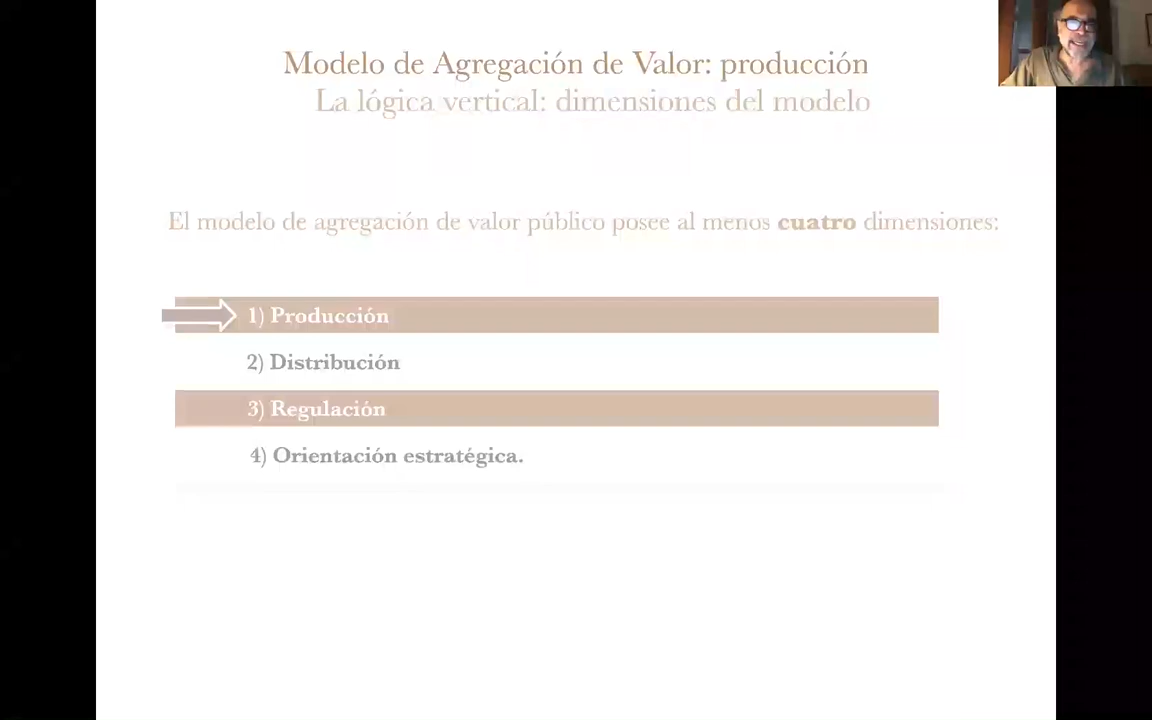 Modelo de Agregación de Valor: producción
La lógica vertical: dimensiones del modelo
El modelo de agregación de valor público posee al menos cuatro dimensiones:
1) Producción
2) Distribución
3) Regulación
4) Orientación estratégica.